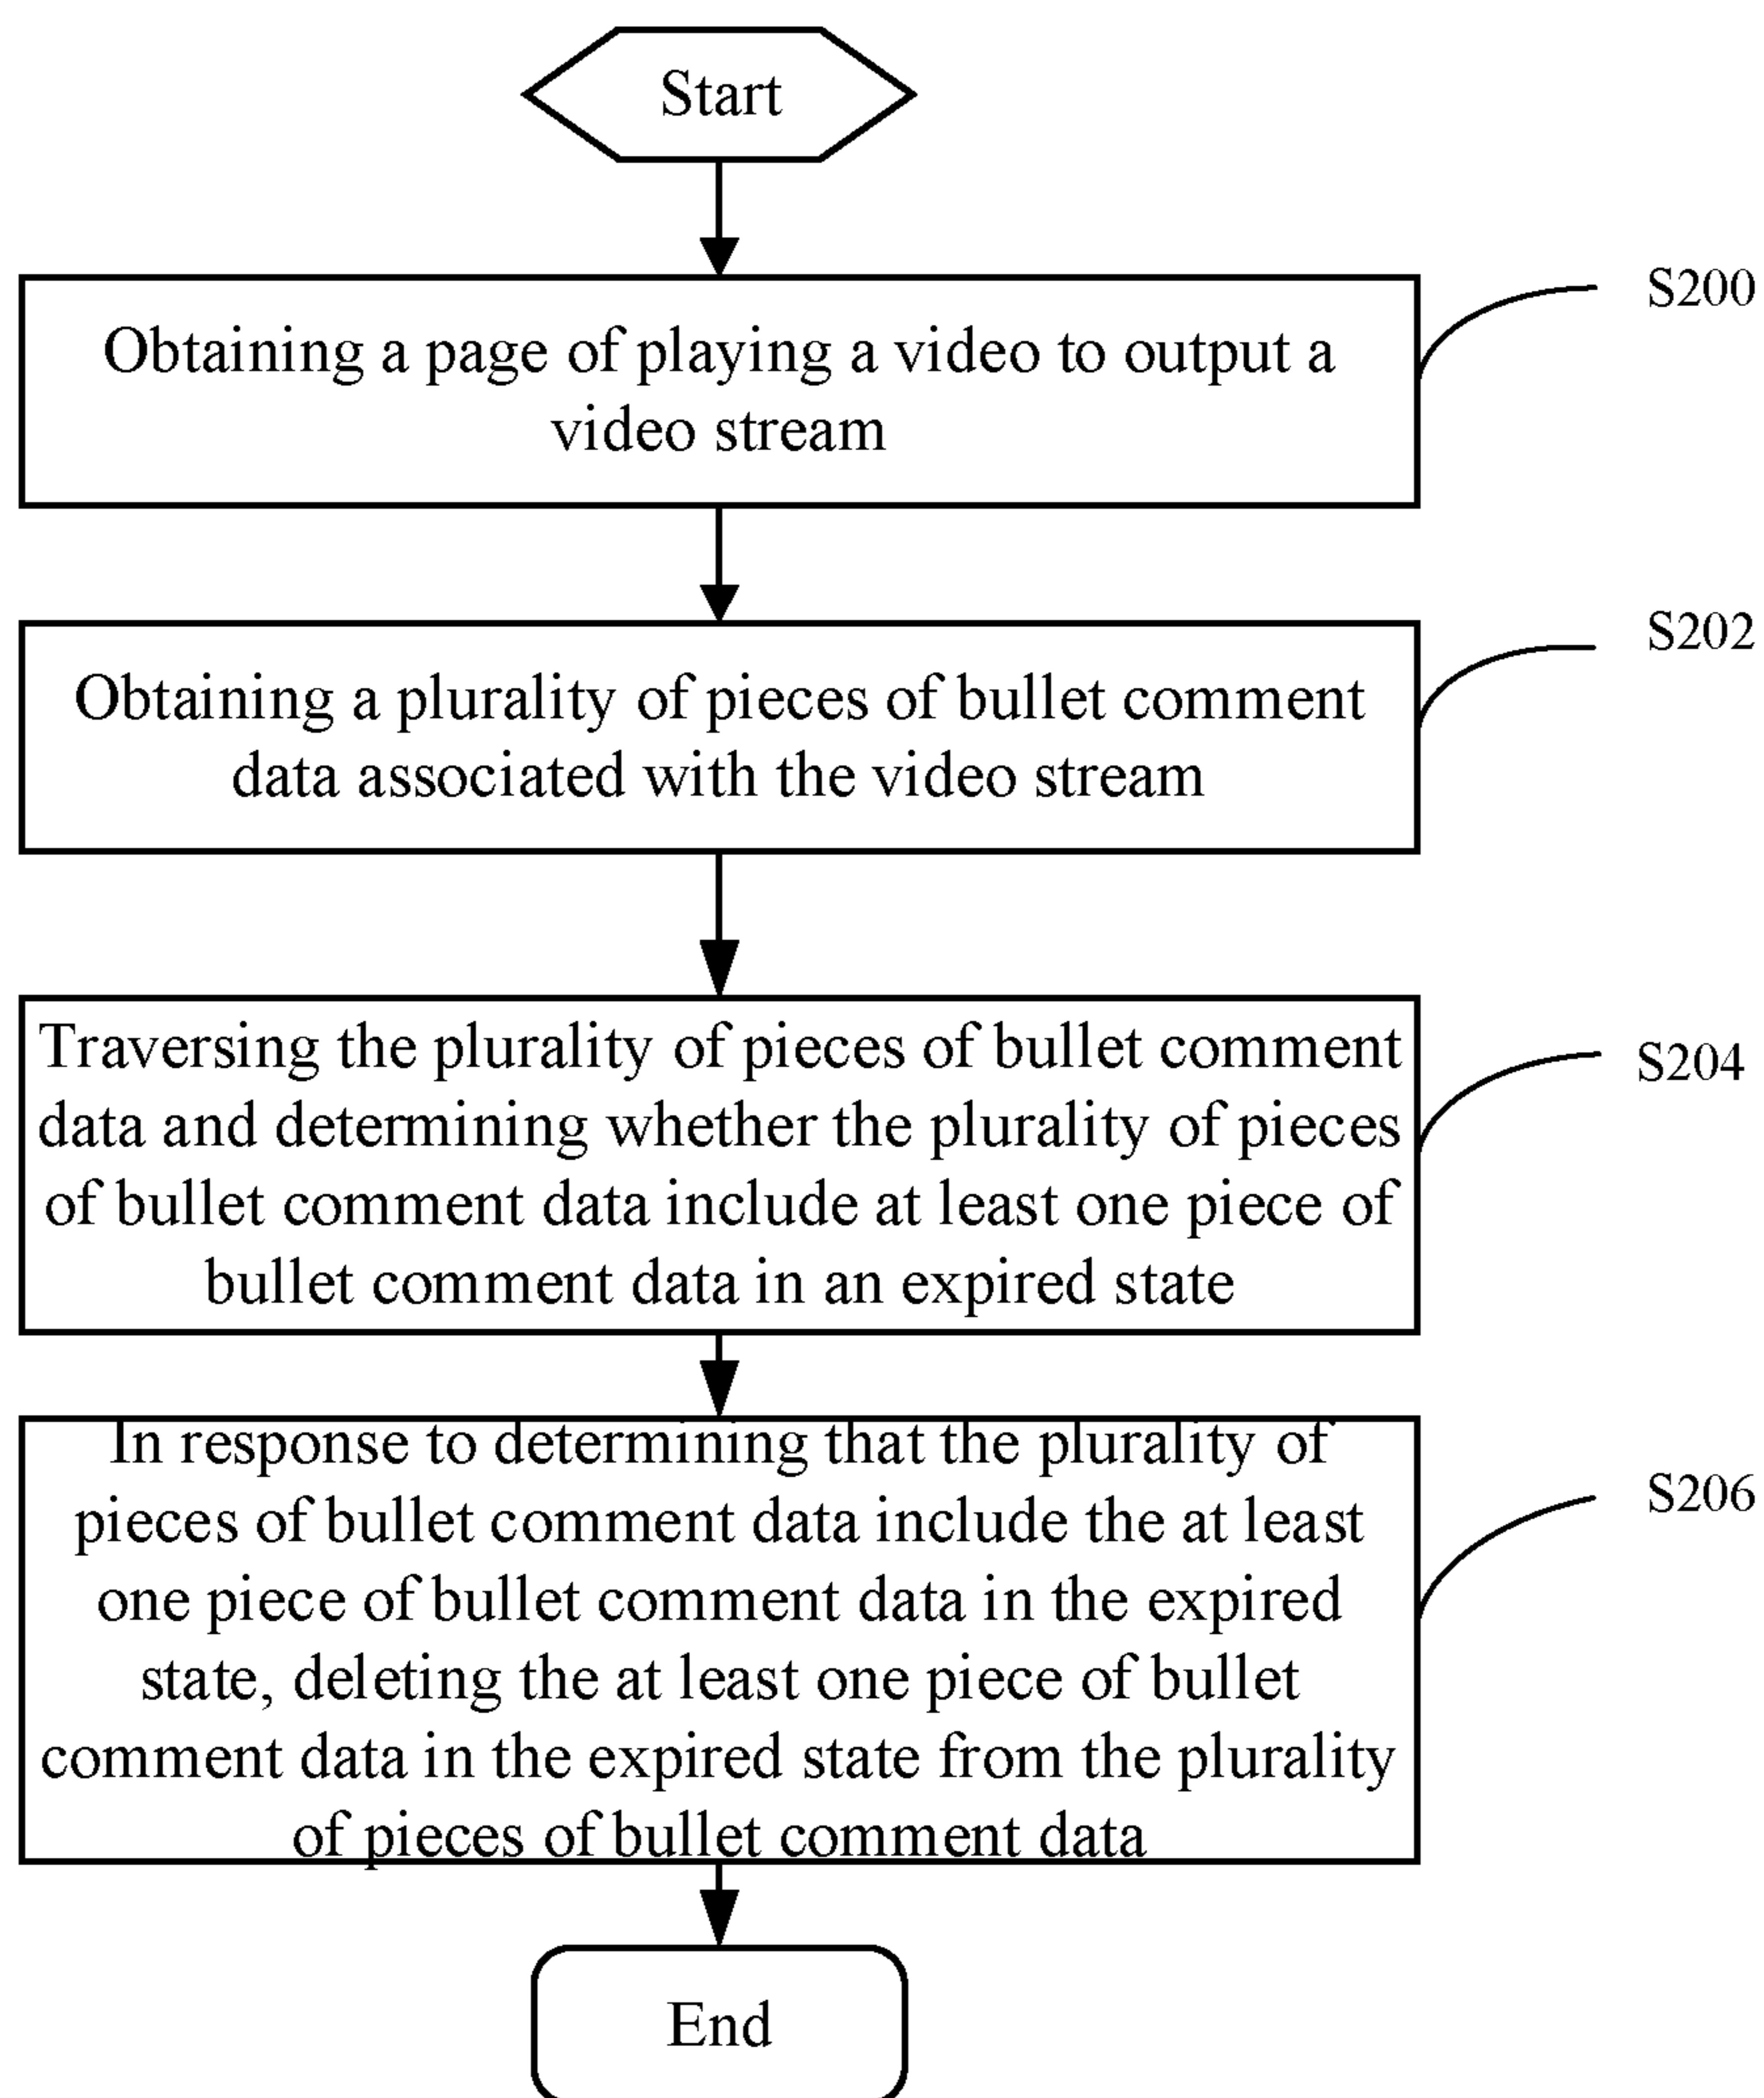 Start
Obtaining a page of playing a video to output a
video stream
S200
Obtaining a plurality of pieces of bullet comment
data associated with the video stream
S202
Traversing the plurality of pieces of bullet comment
data and determining whether the plurality of pieces
of bullet comment data include at least one piece of
bullet comment data in an expired state
S204
In response to determining that the plurality of
pieces of bullet comment data include the at least
one piece of bullet comment data in the expired
state, deleting the at least one piece of bullet
comment data in the expired state from the plurality
of pieces of bullet comment data
S206
End